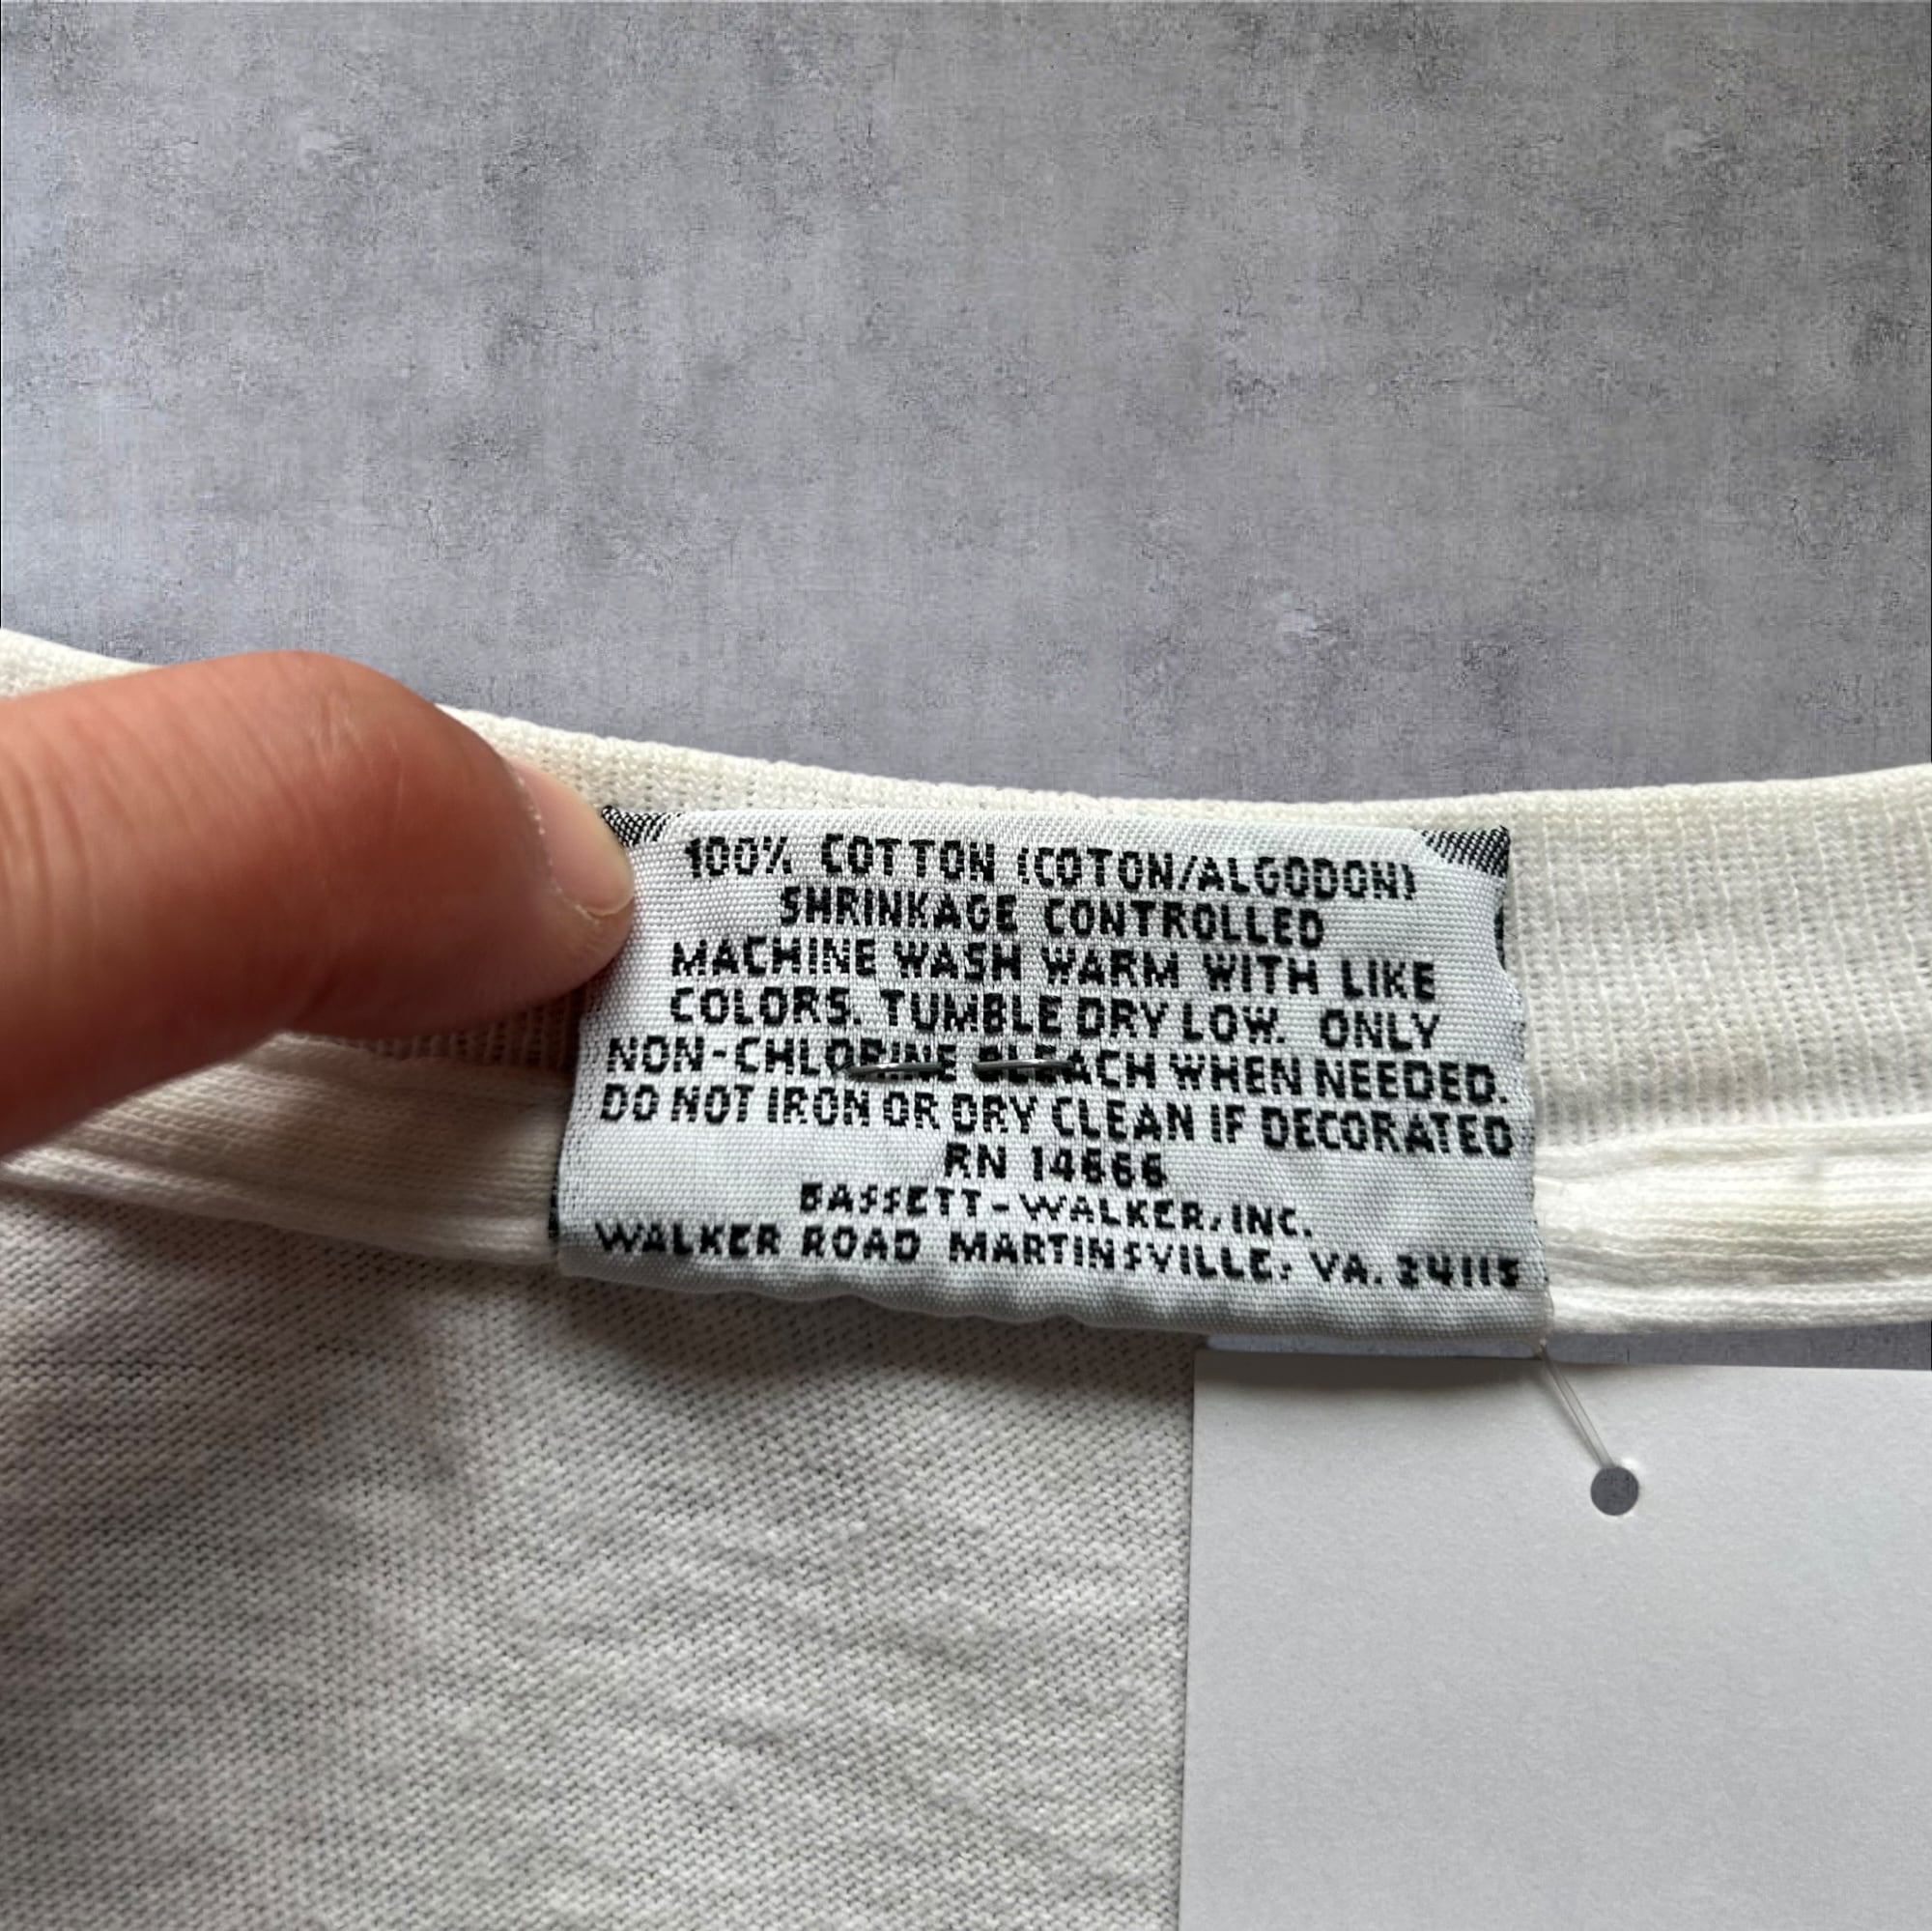 100% COTTON (COTON/ALGODON)
SHRINKAGE CONTROLLED
MACHINE WASH WARM WITH LIKE
COLORS. TUMBLE DRY LOW. ONLY
NON-CHLORINE BLEACH WHEN NEEDED.
DO NOT IRON OR DRY CLEAN IF DECORATED
RN 14666
BASSETT-WALKER, INC.
WALKER ROAD MARTINSVILLE, VA. 24115